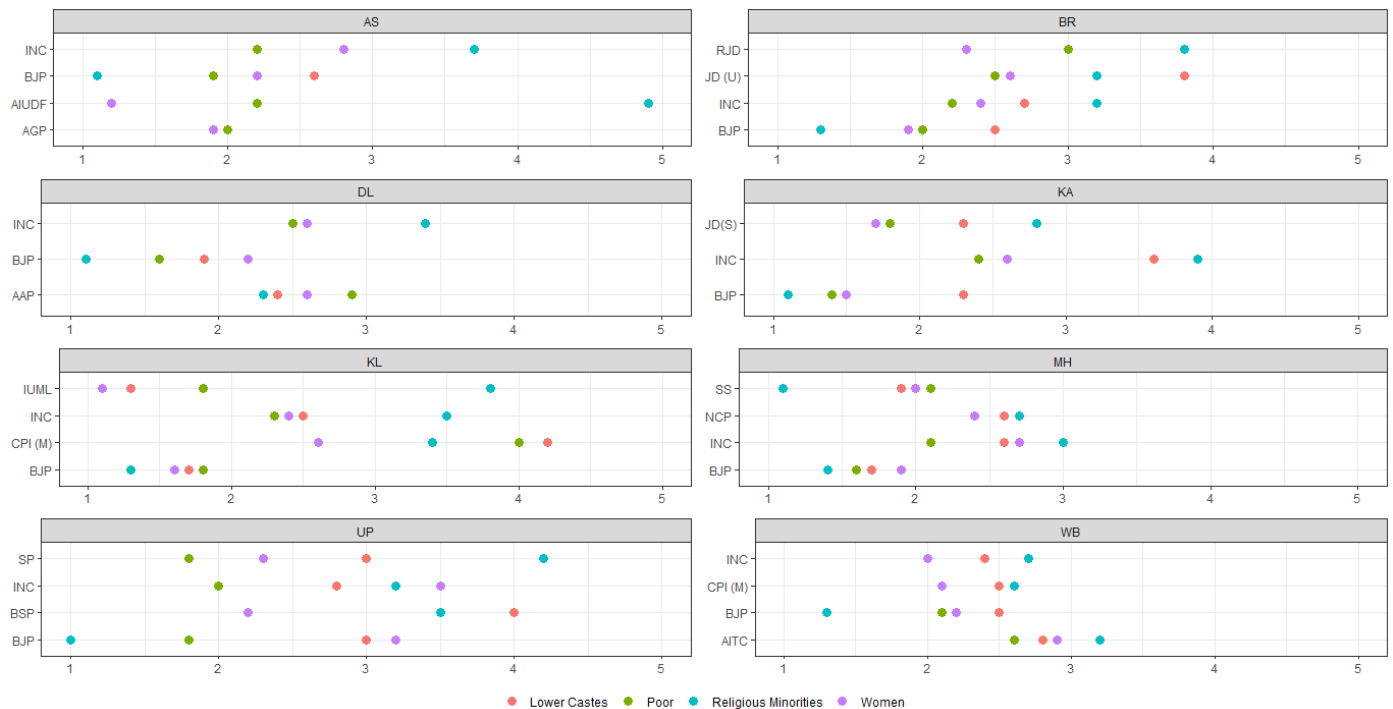 AS
INC
BJP
AIUDF
AGP
1 2 3 4 5
BR
RJD
JD (U)
INC
BJP
1 2 3 4 5
DL
INC
BJP
AAP
1 2 3 4 5
KA
JD(S)
INC
BJP
1 2 3 4 5
KL
IUML
INC
CPI (M)
BJP
1 2 3 4 5
MH
SS
NCP
INC
BJP
1 2 3 4 5
UP
SP
INC
BSP
BJP
1 2 3 4 5
WB
INC
CPI (M)
BJP
AITC
1 2 3 4 5
Lower Castes Poor Religious Minorities Women